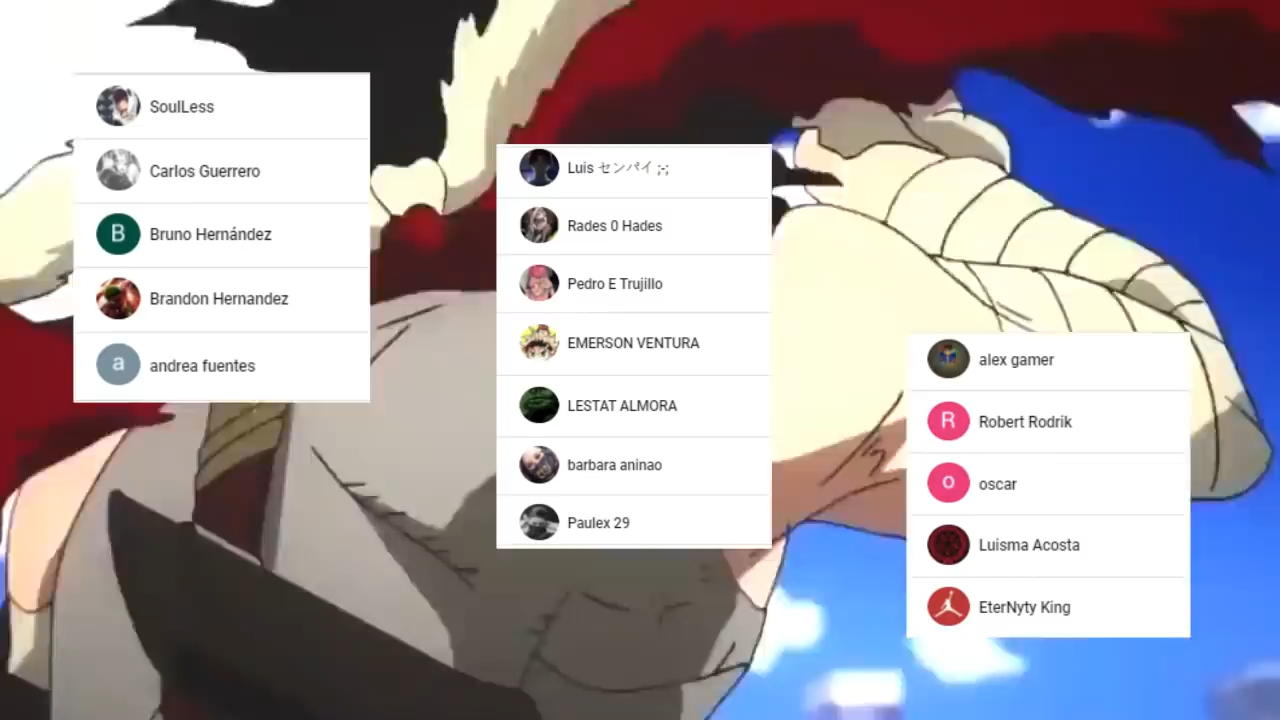 SoulLess
Carlos Guerrero
B Bruno Hernández
Brandon Hernandez
a andrea fuentes
Luis センパイ ;-;
Rades 0 Hades
Pedro E Trujillo
EMERSON VENTURA
LESTAT ALMORA
barbara aninao
Paulex 29
alex gamer
R Robert Rodrik
o oscar
Luisma Acosta
EterNyty King